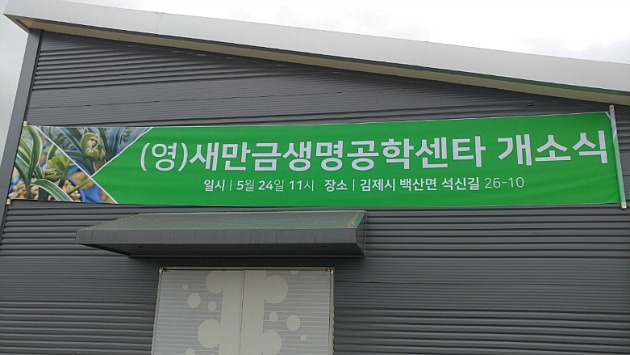 (영)새만금생명공학센타 개소식
일시 | 5월 24일 11시 장소 | 김제시 백산면 석신길 26-10